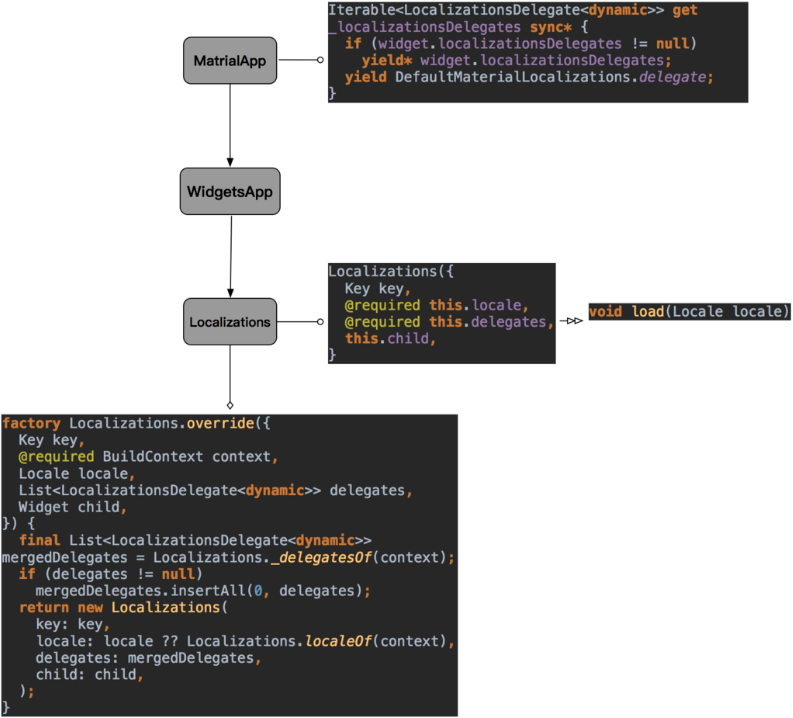 MatrialApp
Iterable<LocalizationsDelegate<dynamic>> get
_localizationsDelegates sync* {
if (widget.localizationsDelegates != null)
yield* widget.localizationsDelegates;
yield DefaultMaterialLocalizations.delegate;
}
WidgetsApp
Localizations
Localizations({
Key key,
@required this.locale,
@required this.delegates,
this.child,
}
void load(Locale locale)
factory Localizations.override({
Key key,
@required BuildContext context,
Locale locale,
List<LocalizationsDelegate<dynamic>> delegates,
Widget child,
}) {
final List<LocalizationsDelegate<dynamic>>
mergedDelegates = Localizations._delegatesOf(context);
if (delegates != null)
mergedDelegates.insertAll(0, delegates);
return new Localizations(
key: key,
locale: locale ?? Localizations.localeOf(context),
delegates: mergedDelegates,
child: child,
);
}